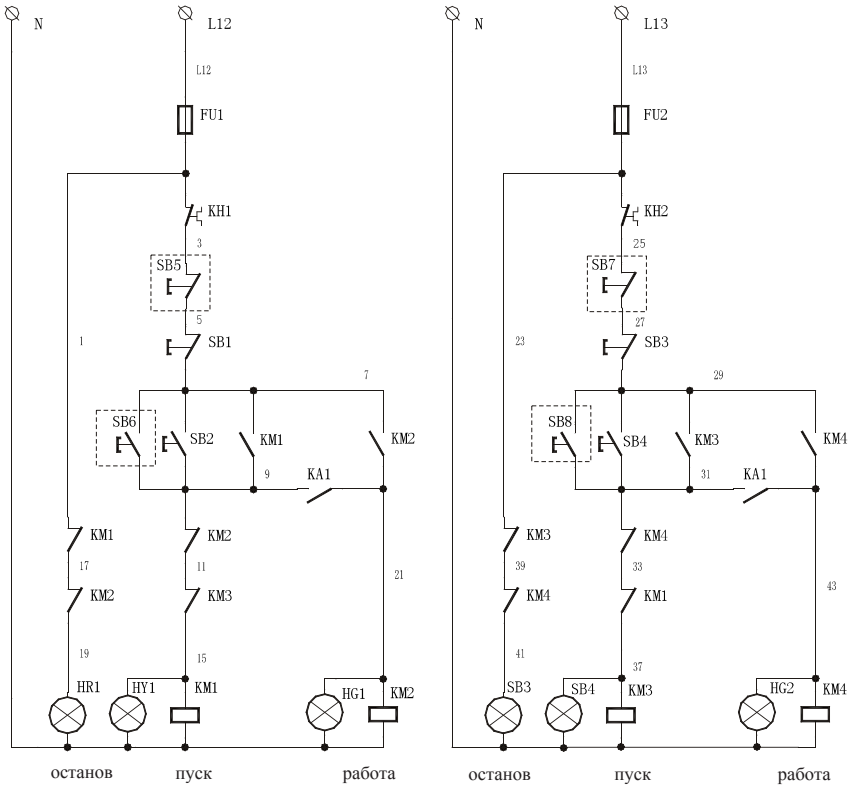 N L12 N L13
L12 L13
FU1 FU2
KH1 KH2
3 25
SB5 SB7
5 27
1 SB1 23 SB3
7 29
SB6 SB2 KM1 KM2 SB8 SB4 KM3 KM4
9 KA1 31 KA1
KM1 KM2 KM3 KM4
17 11 21 39 33 43
KM2 KM3 KM4 KM1
19 15 41 37
HR1 HY1 KM1 HG1 KM2 SB3 SB4 KM3 HG2 KM4
останов пуск работа останов пуск работа